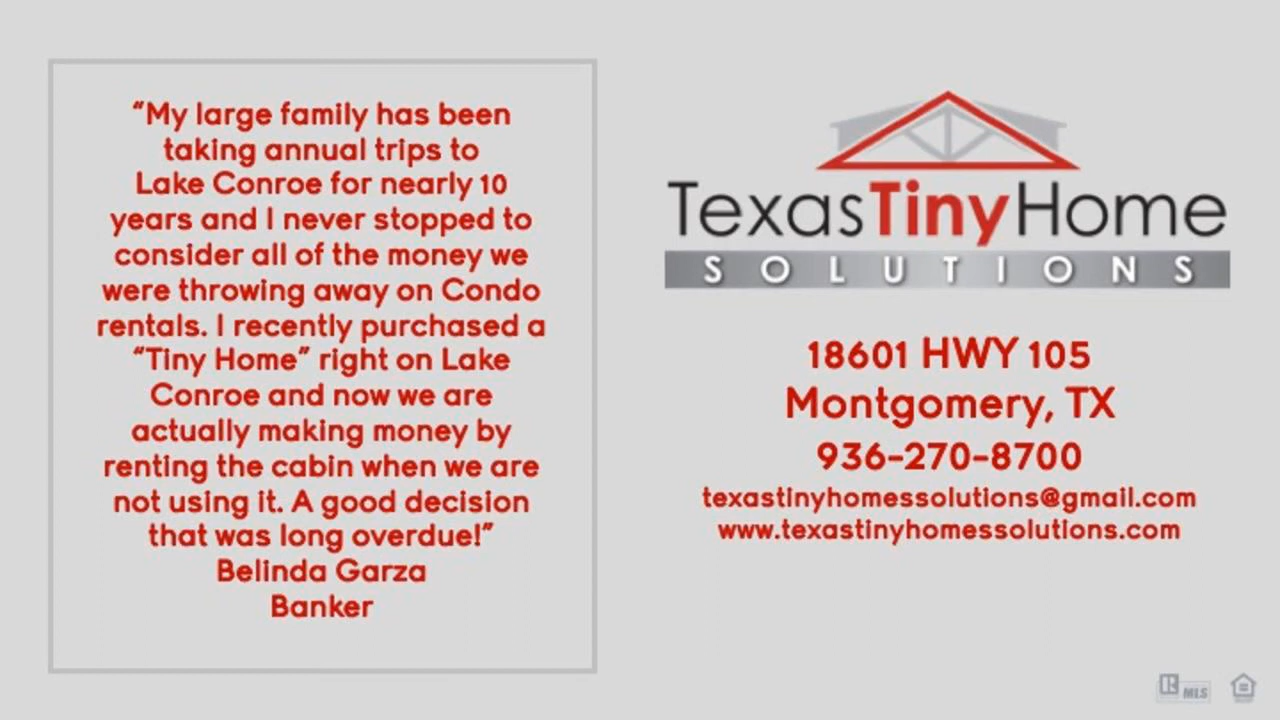 “My large family has been
taking annual trips to
Lake Conroe for nearly 10
years and I never stopped to
consider all of the money we
were throwing away on Condo
rentals. I recently purchased a
“Tiny Home” right on Lake
Conroe and now we are
actually making money by
renting the cabin when we are
not using it. A good decision
that was long overdue!”
Belinda Garza
Banker
TexasTinyHome
SOLUTIONS
18601 HWY 105
Montgomery, TX
936-270-8700
texastinyhomessolutions@gmail.com
www.texastinyhomessolutions.com
R MLS